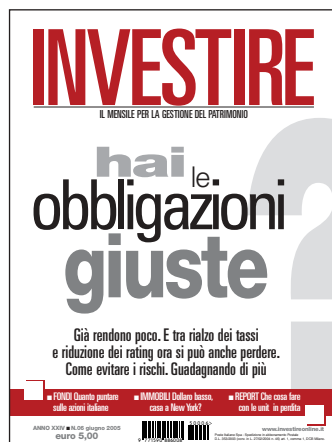 INVESTIRE
IL MENSILE PER LA GESTIONE DEL PATRIMONIO
hai le
obbligazioni
giuste
?
Già rendono poco. E tra rialzo dei tassi
e riduzione dei rating ora si può anche perdere.
Come evitare i rischi. Guadagnando di più
■ FONDI Quanto puntare
sulle azioni italiane
■ IMMOBILI Dollaro basso,
casa a New York?
■ REPORT Che cosa fare
con le unit in perdita
ANNO XXIV ■ N.06 giugno 2005
euro 5,00
www.investireonline.it